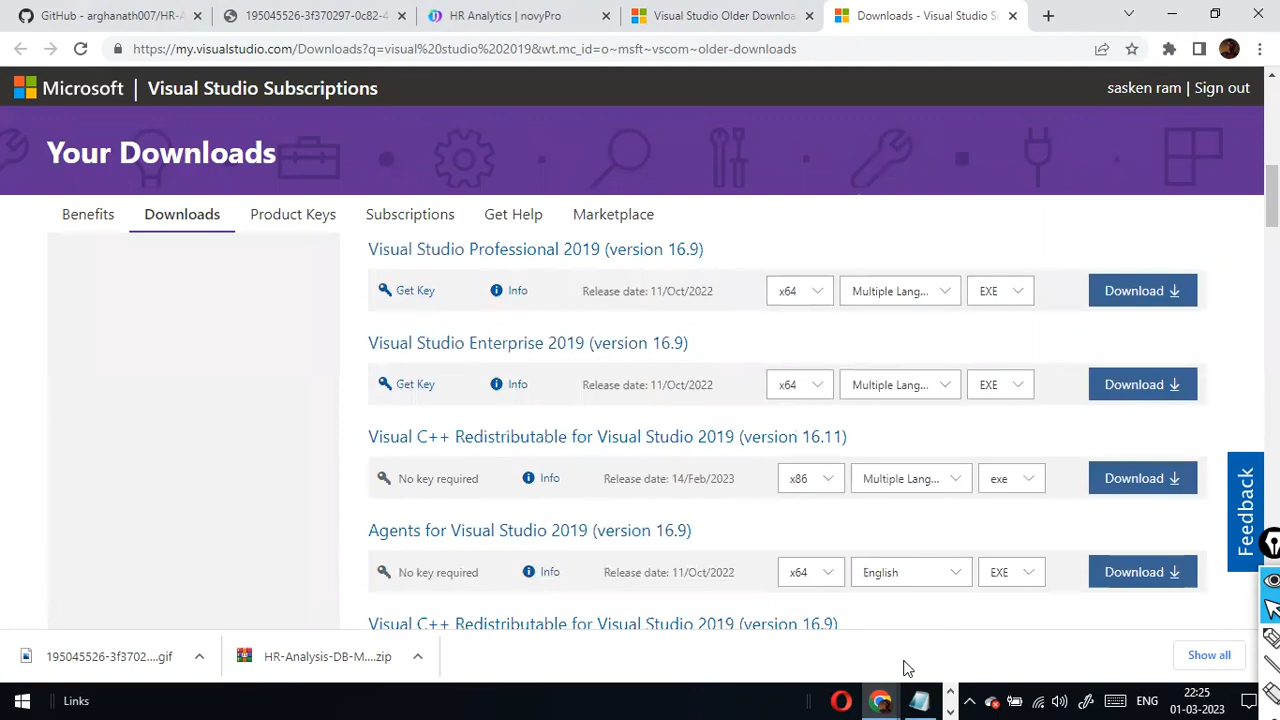 GitHub - arghanath007/HR-A
195045526-3f370297-0c82-4
HR Analytics | novyPro
Visual Studio Older Downloa
Downloads - Visual Studio S
https://my.visualstudio.com/Downloads?q=visual%20studio%202019&wt.mc_id=o~msft~vscom~older-downloads
Microsoft | Visual Studio Subscriptions
sasken ram | Sign out
Your Downloads
Benefits Downloads Product Keys Subscriptions Get Help Marketplace
Visual Studio Professional 2019 (version 16.9)
Get Key Info Release date: 11/Oct/2022 x64 Multiple Lang... EXE Download
Visual Studio Enterprise 2019 (version 16.9)
Get Key Info Release date: 11/Oct/2022 x64 Multiple Lang... EXE Download
Visual C++ Redistributable for Visual Studio 2019 (version 16.11)
No key required Info Release date: 14/Feb/2023 x86 Multiple Lang... exe Download
Feedback
Agents for Visual Studio 2019 (version 16.9)
No key required Info Release date: 11/Oct/2022 x64 English EXE Download
Visual C++ Redistributable for Visual Studio 2019 (version 16.9)
195045526-3f3702....gif
HR-Analysis-DB-M....zip
Show all
Links
ENG
22:25
01-03-2023